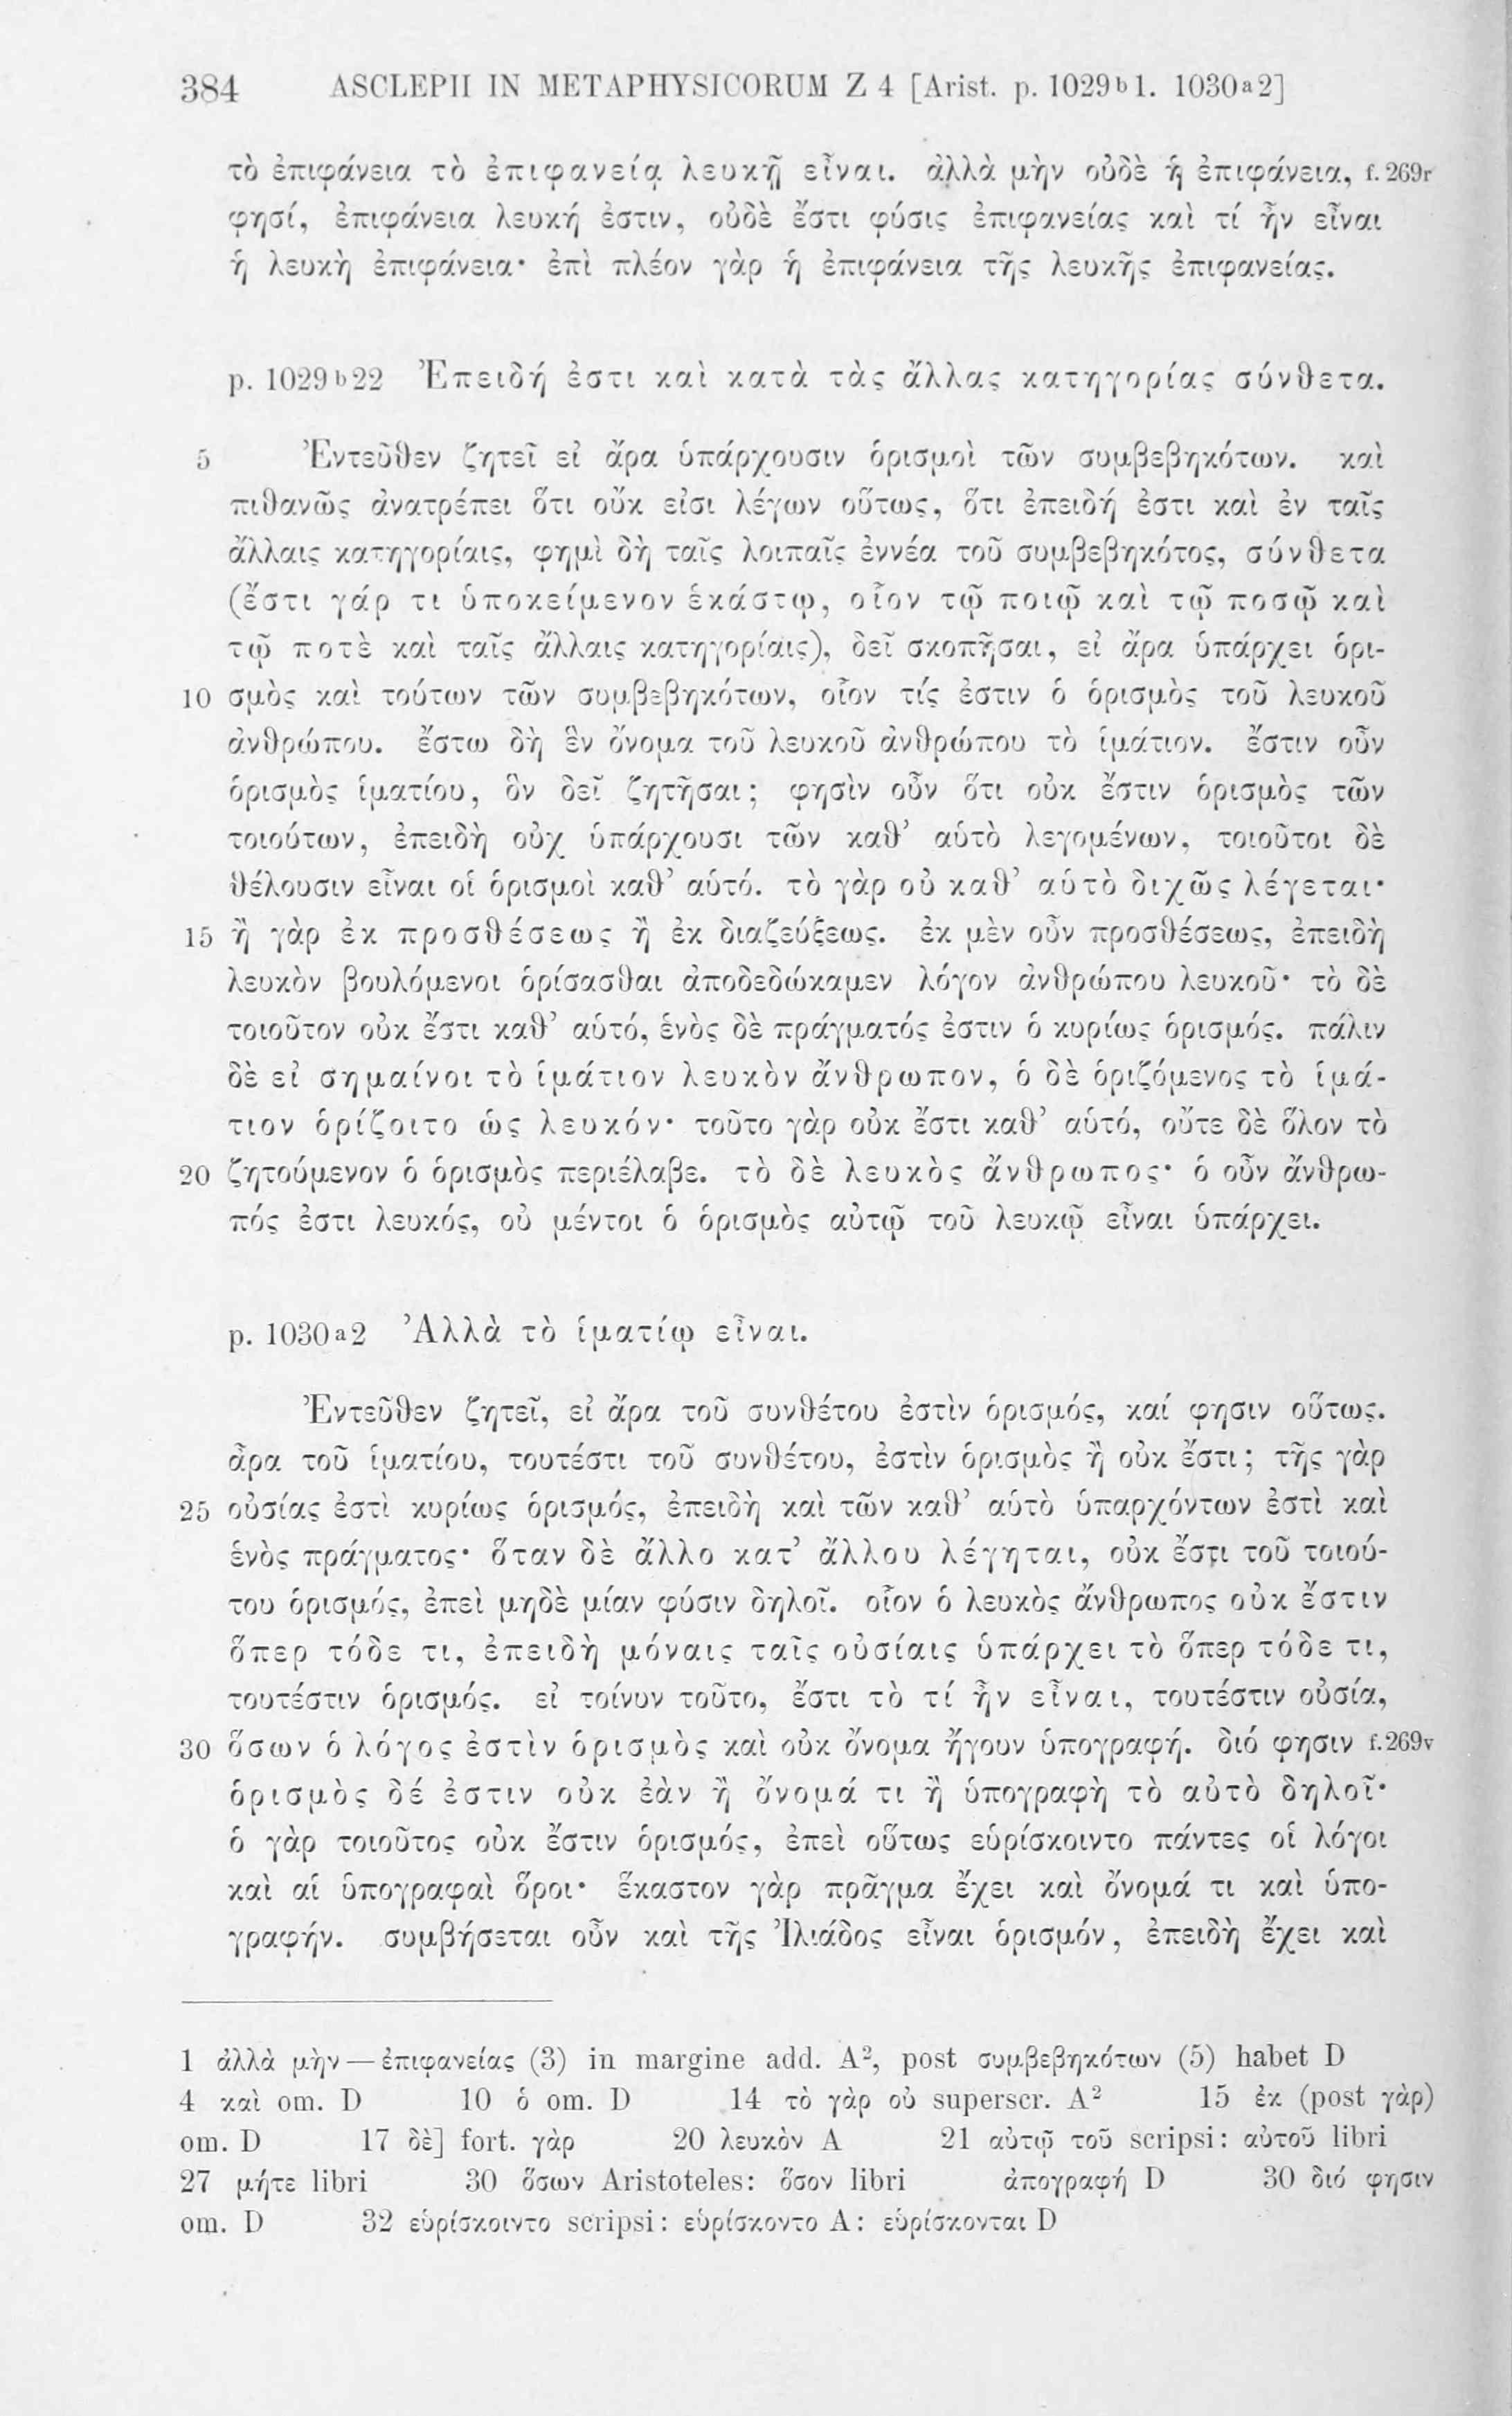 384 ASCLEPII IN METAPHYSICORUM Z 4 [Arist. p. 1029b1. 1030a2]
τὸ ἐπιφάνεια τὸ ἐπιφανείᾳ λευκῇ εἶναι. ἀλλὰ μὴν οὐδὲ ἡ ἐπιφάνεια, f. 269r
φησί, ἐπιφάνεια λευκή ἐστιν, οὐδὲ ἔστι φύσις ἐπιφανείας καὶ τί ἦν εἶναι
ἡ λευκὴ ἐπιφάνεια· ἐπὶ πλέον γὰρ ἡ ἐπιφάνεια τῆς λευκῆς ἐπιφανείας.
p. 1029b22 Ἐπειδή ἐστι καὶ κατὰ τὰς ἄλλας κατηγορίας σύνθετα.
5 Ἐντεῦθεν ζητεῖ εἰ ἄρα ὑπάρχουσιν ὁρισμοὶ τῶν συμβεβηκότων. καὶ
πιθανῶς ἀνατρέπει ὅτι οὔκ εἰσι λέγων οὕτως, ὅτι ἐπειδή ἐστι καὶ ἐν ταῖς
ἄλλαις κατηγορίαις, φημὶ δὴ ταῖς λοιπαῖς ἐννέα τοῦ συμβεβηκότος, σύνθετα
(ἔστι γάρ τι ὑποκείμενον ἑκάστῳ, οἷον τῷ ποιῷ καὶ τῷ ποσῷ καὶ
τῷ ποτὲ καὶ ταῖς ἄλλαις κατηγορίαις), δεῖ σκοπῆσαι, εἰ ἄρα ὑπάρχει ὁρι-
10 σμὸς καὶ τούτων τῶν συμβεβηκότων, οἷον τίς ἐστιν ὁ ὁρισμὸς τοῦ λευκοῦ
ἀνθρώπου. ἔστω δὴ ἓν ὄνομα τοῦ λευκοῦ ἀνθρώπου τὸ ἱμάτιον. ἔστιν οὖν
ὁρισμὸς ἱματίου, ὃν δεῖ ζητῆσαι; φησὶν οὖν ὅτι οὐκ ἔστιν ὁρισμὸς τῶν
τοιούτων, ἐπειδὴ οὐχ ὑπάρχουσι τῶν καθ’ αὑτὸ λεγομένων, τοιοῦτοι δὲ
θέλουσιν εἶναι οἱ ὁρισμοὶ καθ’ αὑτό. τὸ γὰρ οὐ καθ’ αὑτὸ διχῶς λέγεται·
15 ἢ γὰρ ἐκ προσθέσεως ἢ ἐκ διαζεύξεως. ἐκ μὲν οὖν προσθέσεως, ἐπειδὴ
λευκὸν βουλόμενοι ὁρίσασθαι ἀποδεδώκαμεν λόγον ἀνθρώπου λευκοῦ· τὸ δὲ
τοιοῦτον οὐκ ἔστι καθ’ αὑτό, ἑνὸς δὲ πράγματός ἐστιν ὁ κυρίως ὁρισμός. πάλιν
δὲ εἰ σημαίνοι τὸ ἱμάτιον λευκὸν ἄνθρωπον, ὁ δὲ ὁριζόμενος τὸ ἱμά-
τιον ὁρίζοιτο ὡς λευκόν· τοῦτο γὰρ οὐκ ἔστι καθ’ αὑτό, οὔτε δὲ ὅλον τὸ
20 ζητούμενον ὁ ὁρισμὸς περιέλαβε. τὸ δὲ λευκὸς ἄνθρωπος· ὁ οὖν ἄνθρω-
πός ἐστι λευκός, οὐ μέντοι ὁ ὁρισμὸς αὐτῷ τοῦ λευκῷ εἶναι ὑπάρχει.
p. 1030a2 Ἀλλὰ τὸ ἱματίῳ εἶναι.
Ἐντεῦθεν ζητεῖ, εἰ ἄρα τοῦ συνθέτου ἐστὶν ὁρισμός, καί φησιν οὕτως.
ἆρα τοῦ ἱματίου, τουτέστι τοῦ συνθέτου, ἐστὶν ὁρισμὸς ἢ οὐκ ἔστι; τῆς γὰρ
25 οὐσίας ἐστὶ κυρίως ὁρισμός, ἐπειδὴ καὶ τῶν καθ’ αὑτὸ ὑπαρχόντων ἐστὶ καὶ
ἑνὸς πράγματος· ὅταν δὲ ἄλλο κατ’ ἄλλου λέγηται, οὐκ ἔστι τοῦ τοιού-
του ὁρισμός, ἐπεὶ μηδὲ μίαν φύσιν δηλοῖ. οἷον ὁ λευκὸς ἄνθρωπος οὐκ ἔστιν
ὅπερ τόδε τι, ἐπειδὴ μόναις ταῖς οὐσίαις ὑπάρχει τὸ ὅπερ τόδε τι,
τουτέστιν ὁρισμός. εἰ τοίνυν τοῦτο, ἔστι τὸ τί ἦν εἶναι, τουτέστιν οὐσία,
30 ὅσων ὁ λόγος ἐστὶν ὁρισμὸς καὶ οὐκ ὄνομα ἤγουν ὑπογραφή. διό φησιν f. 269v
ὁρισμὸς δέ ἐστιν οὐκ ἐὰν ᾖ ὄνομά τι ἢ ὑπογραφὴ τὸ αὐτὸ δηλοῖ·
ὁ γὰρ τοιοῦτος οὐκ ἔστιν ὁρισμός, ἐπεὶ οὕτως εὑρίσκοιντο πάντες οἱ λόγοι
καὶ αἱ ὑπογραφαὶ ὅροι· ἕκαστον γὰρ πρᾶγμα ἔχει καὶ ὄνομά τι καὶ ὑπο-
γραφήν. συμβήσεται οὖν καὶ τῆς Ἰλιάδος εἶναι ὁρισμόν, ἐπειδὴ ἔχει καὶ
1 ἀλλὰ μὴν — ἐπιφανείας (3) in margine add. A², post συμβεβηκότων (5) habet D
4 καὶ om. D 10 ὁ om. D 14 τὸ γὰρ οὐ superscr. A² 15 ἐκ (post γὰρ)
om. D 17 δὲ] fort. γὰρ 20 λευκὸν A 21 αὐτῷ τοῦ scripsi: αὐτοῦ libri
27 μήτε libri 30 ὅσων Aristoteles: ὅσον libri ἀπογραφή D 30 διό φησιν
om. D 32 εὑρίσκοιντο scripsi: εὑρίσκοντο A: εὑρίσκονται D